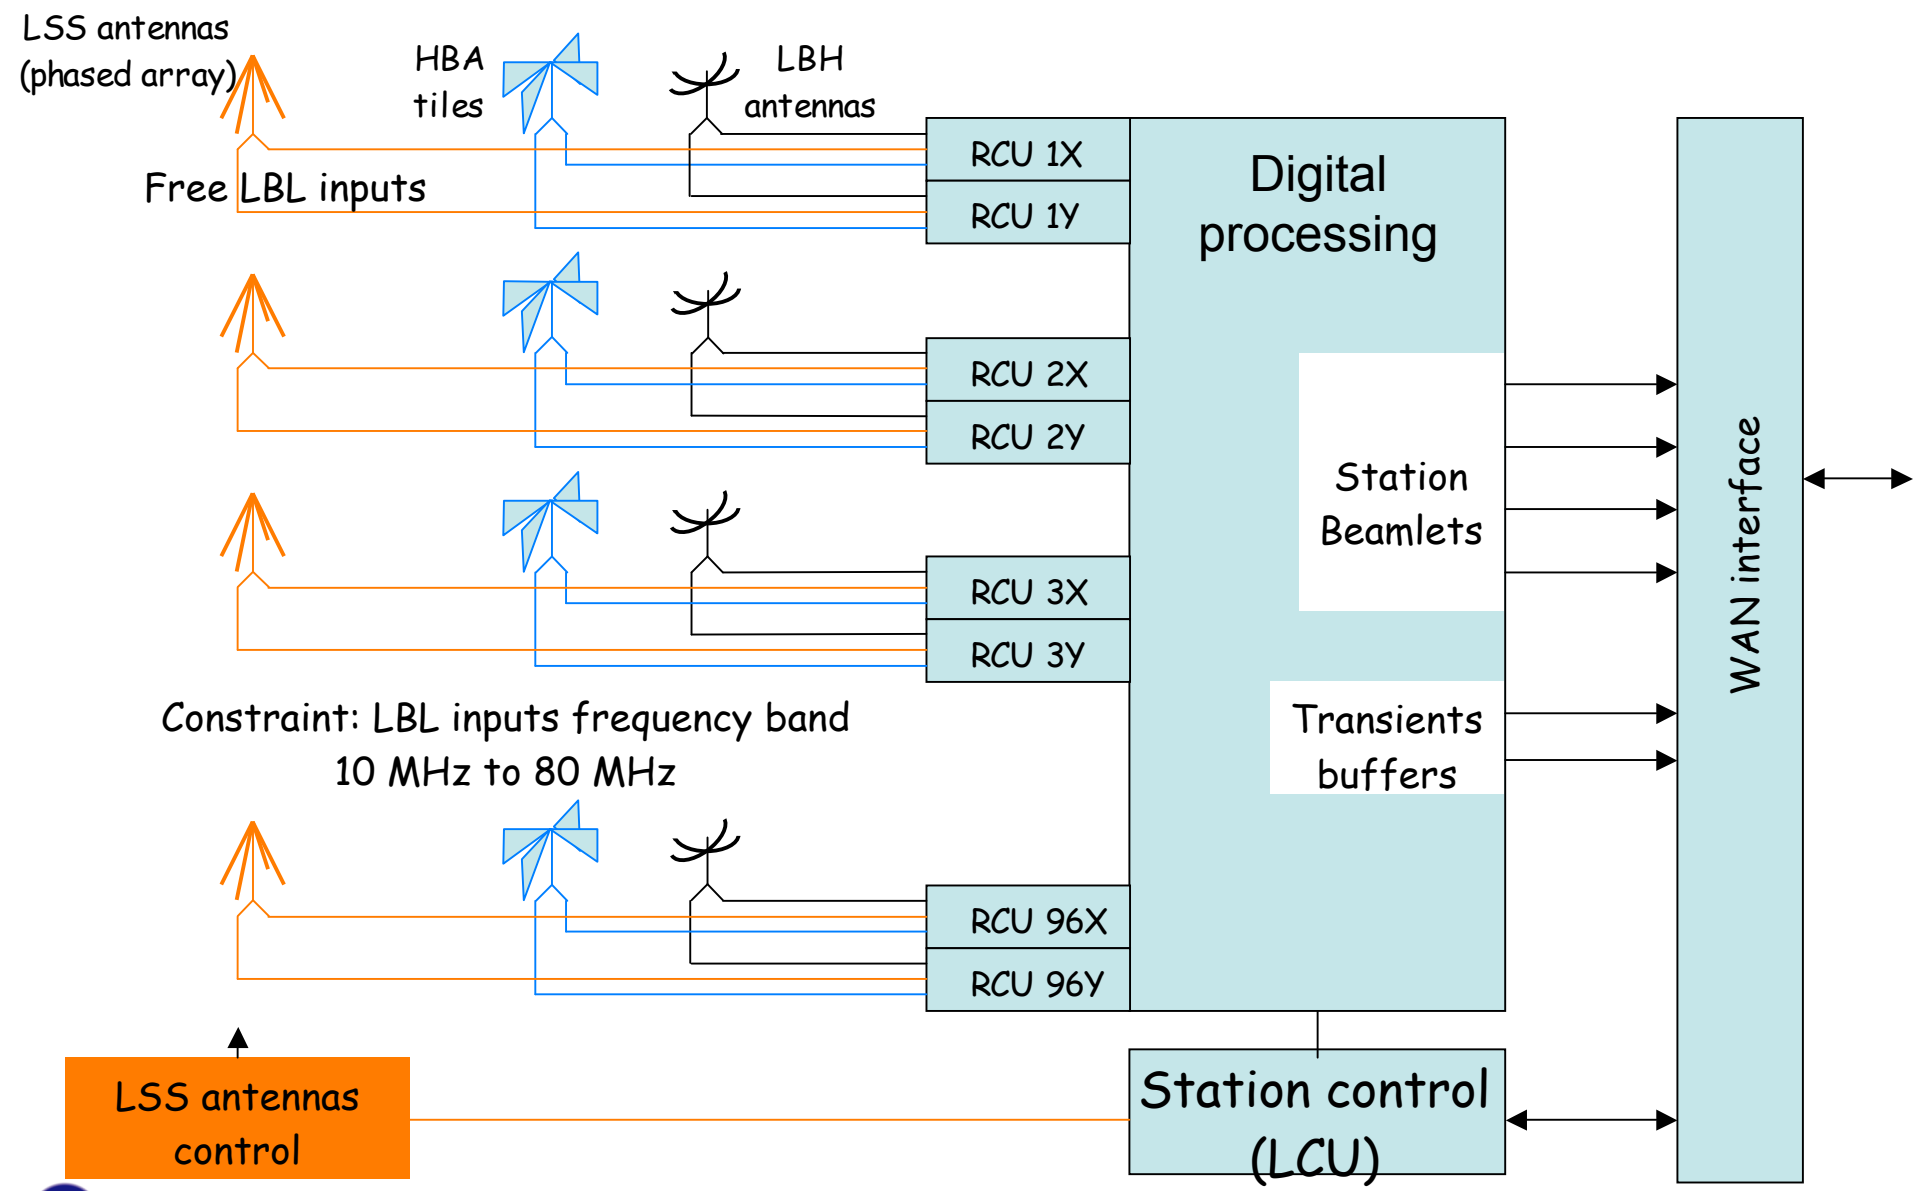 LSS antennas
(phased array)
HBA
tiles
LBH
antennas
Free LBL inputs
RCU 1X
RCU 1Y
Digital
processing
RCU 2X
RCU 2Y
Station
Beamlets
WAN interface
RCU 3X
RCU 3Y
Constraint: LBL inputs frequency band
10 MHz to 80 MHz
Transients
buffers
RCU 96X
RCU 96Y
LSS antennas
control
Station control
(LCU)